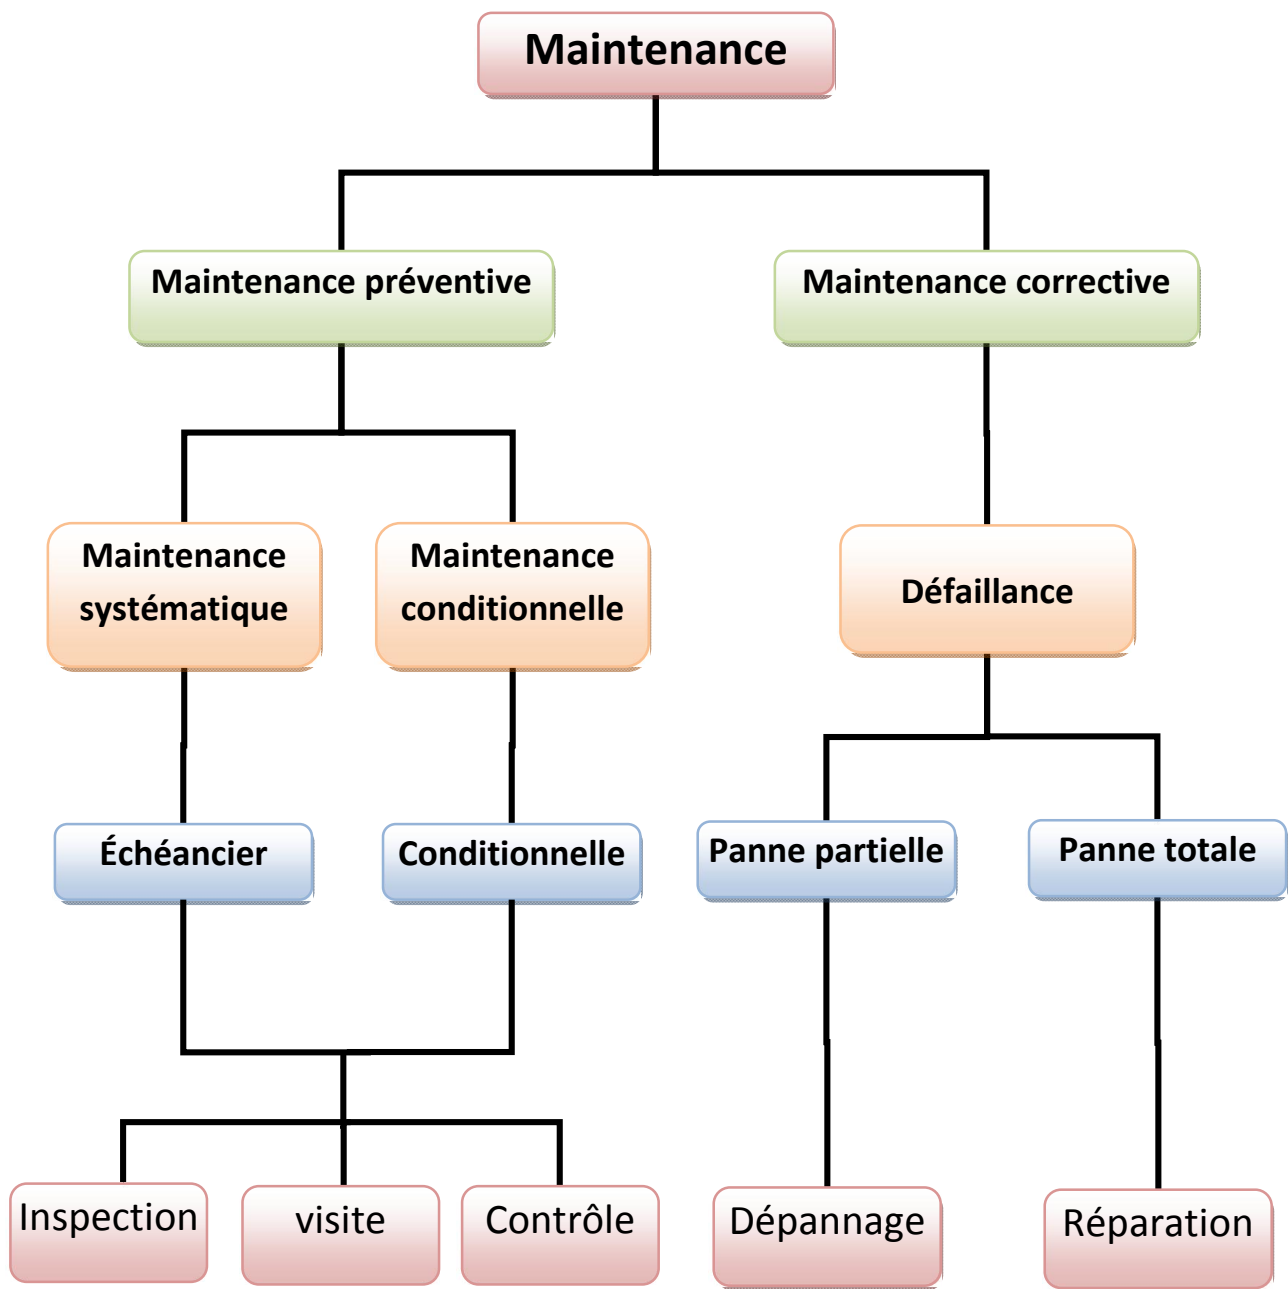 Maintenance
Maintenance préventive
Maintenance corrective
Maintenance
systématique
Maintenance
conditionnelle
Défaillance
Échéancier
Conditionnelle
Panne partielle
Panne totale
Inspection
visite
Contrôle
Dépannage
Réparation